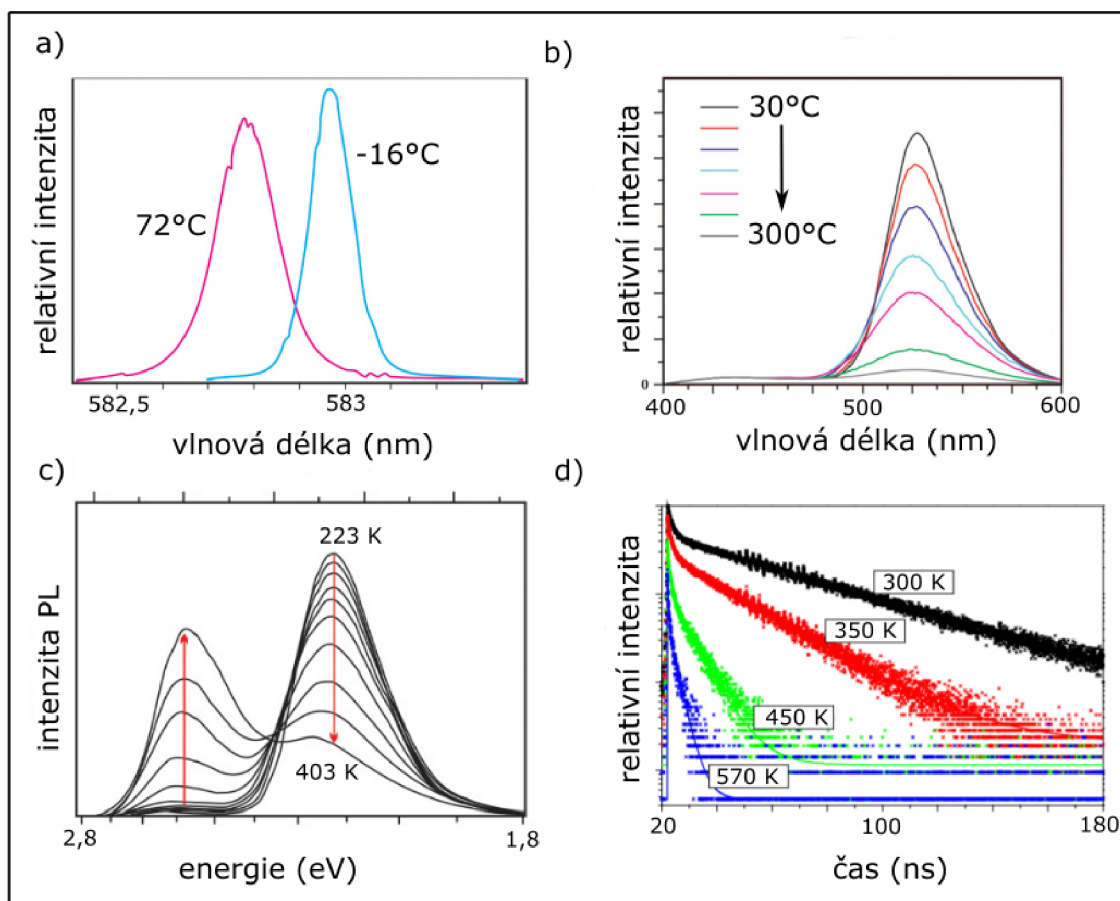 a)
relativní intenzita
72°C
-16°C
582,5
583
vlnová délka (nm)
b)
relativní intenzita
30°C
300°C
400
500
600
vlnová délka (nm)
c)
intenzita PL
223 K
403 K
2,8
1,8
energie (eV)
d)
relativní intenzita
300 K
350 K
450 K
570 K
20
100
180
čas (ns)